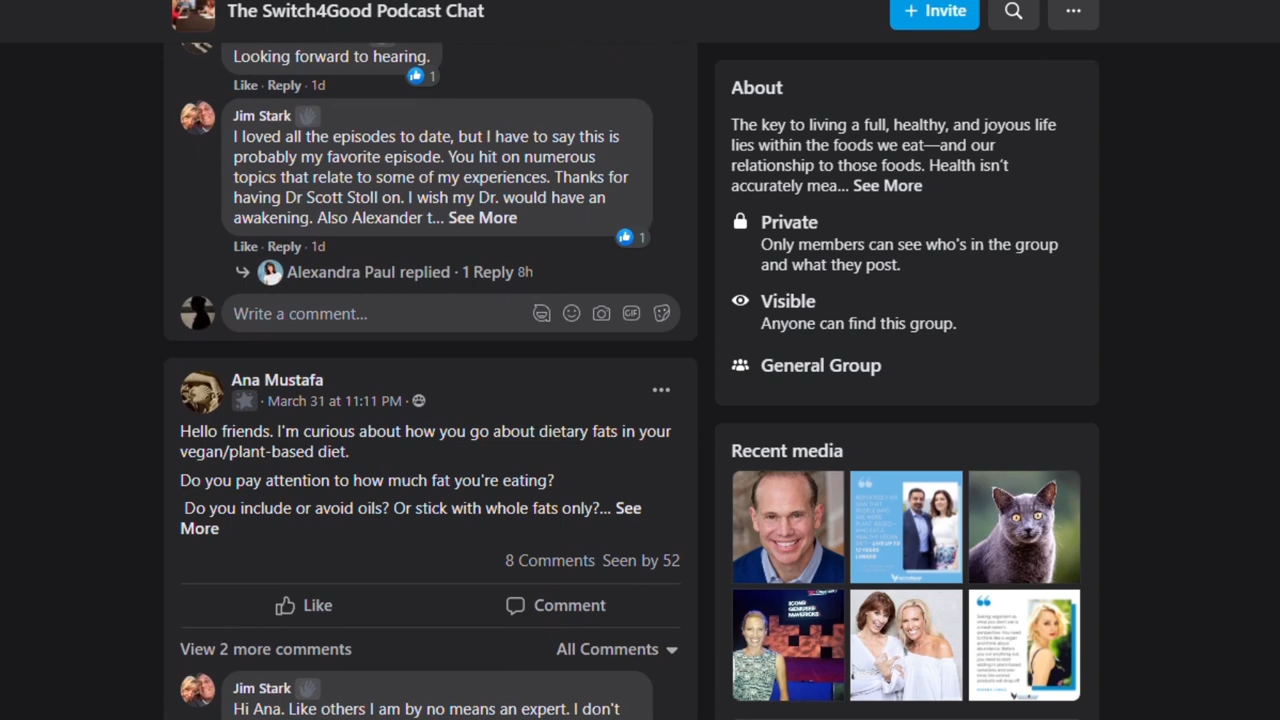 The Switch4Good Podcast Chat
+ Invite
Looking forward to hearing.
1
Like · Reply · 1d
Jim Stark
I loved all the episodes to date, but I have to say this is
probably my favorite episode. You hit on numerous
topics that relate to some of my experiences. Thanks for
having Dr Scott Stoll on. I wish my Dr. would have an
awakening. Also Alexander t... See More
1
Like · Reply · 1d
Alexandra Paul replied · 1 Reply 8h
Write a comment...
GIF
Ana Mustafa
· March 31 at 11:11 PM ·
Hello friends. I'm curious about how you go about dietary fats in your
vegan/plant-based diet.
Do you pay attention to how much fat you're eating?
Do you include or avoid oils? Or stick with whole fats only?... See
More
8 Comments Seen by 52
Like
Comment
View 2 more comments
All Comments
Jim Stark
Hi Ana. Like others I am by no means an expert. I don't
About
The key to living a full, healthy, and joyous life
lies within the foods we eat—and our
relationship to those foods. Health isn't
accurately mea... See More
Private
Only members can see who's in the group
and what they post.
Visible
Anyone can find this group.
General Group
Recent media